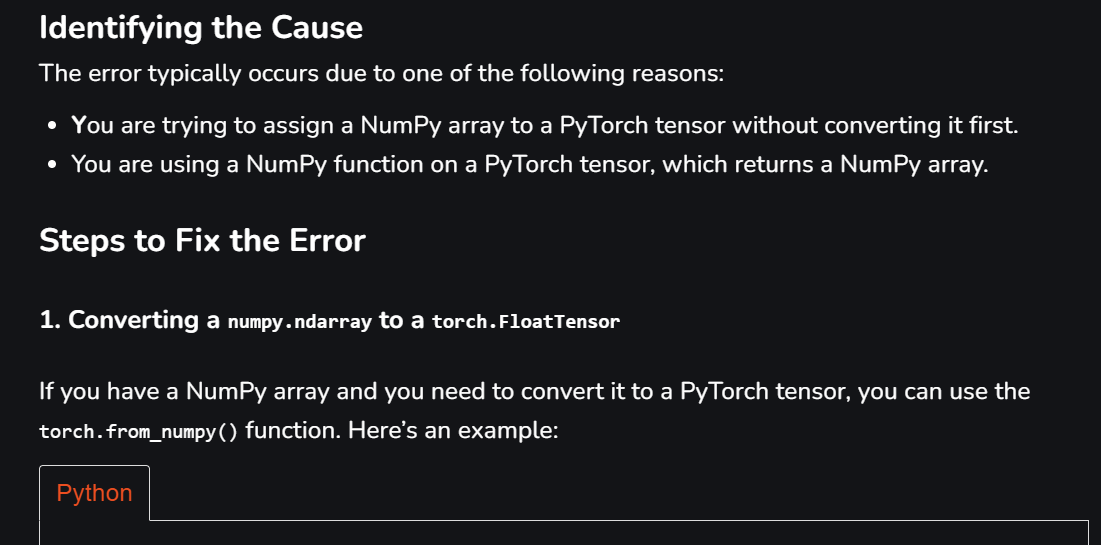 Identifying the Cause
The error typically occurs due to one of the following reasons:
• You are trying to assign a NumPy array to a PyTorch tensor without converting it first.
• You are using a NumPy function on a PyTorch tensor, which returns a NumPy array.
Steps to Fix the Error
1. Converting a numpy.ndarray to a torch.FloatTensor
If you have a NumPy array and you need to convert it to a PyTorch tensor, you can use the
torch.from_numpy() function. Here’s an example:
Python